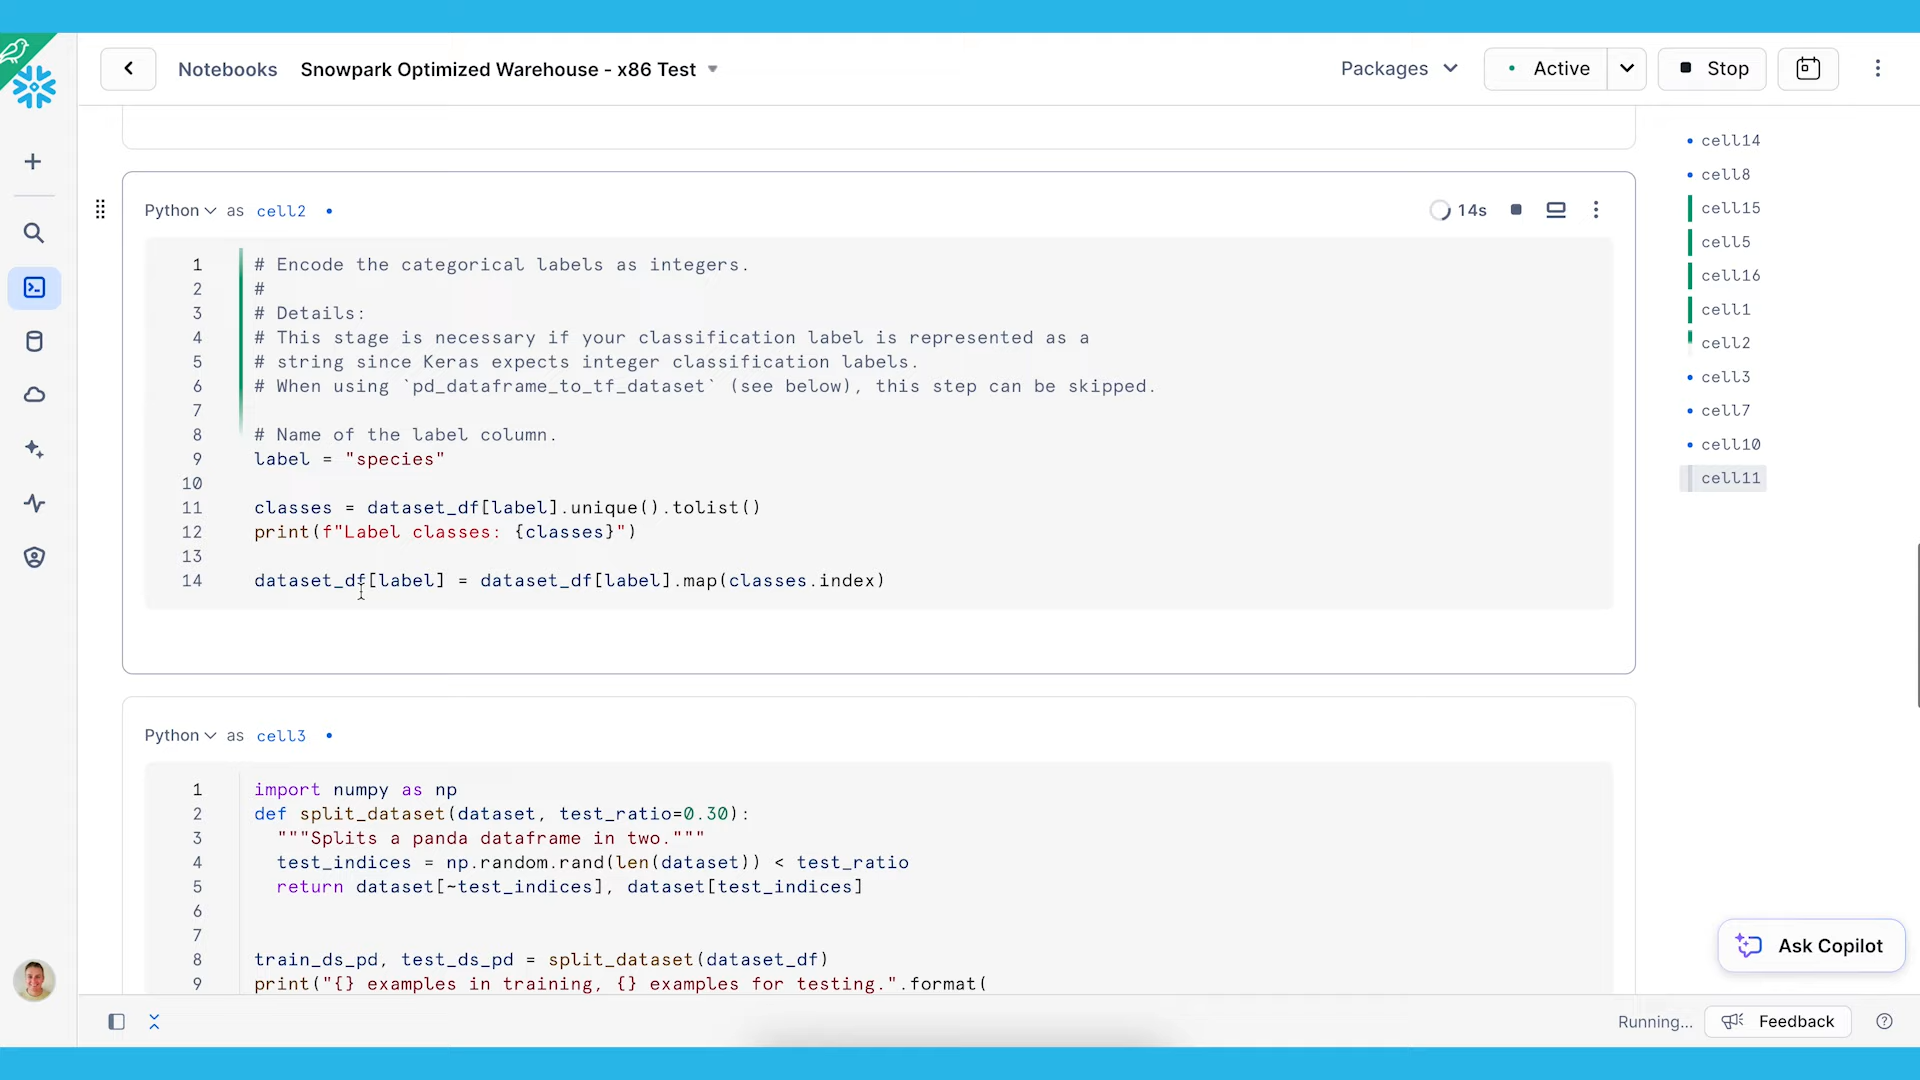 Notebooks Snowpark Optimized Warehouse - x86 Test
Packages Active Stop
Python as cell2 14s
1 # Encode the categorical labels as integers.
2 #
3 # Details:
4 # This stage is necessary if your classification label is represented as a
5 # string since Keras expects integer classification labels.
6 # When using `pd_dataframe_to_tf_dataset` (see below), this step can be skipped.
7
8 # Name of the label column.
9 label = "species"
10
11 classes = dataset_df[label].unique().tolist()
12 print(f"Label classes: {classes}")
13
14 dataset_df[label] = dataset_df[label].map(classes.index)
Python as cell3
1 import numpy as np
2 def split_dataset(dataset, test_ratio=0.30):
3 """Splits a panda dataframe in two."""
4 test_indices = np.random.rand(len(dataset)) < test_ratio
5 return dataset[~test_indices], dataset[test_indices]
6
7
8 train_ds_pd, test_ds_pd = split_dataset(dataset_df)
9 print("{} examples in training, {} examples for testing.".format(
cell14
cell8
cell15
cell5
cell16
cell1
cell2
cell3
cell7
cell10
cell11
Ask Copilot
Running... Feedback